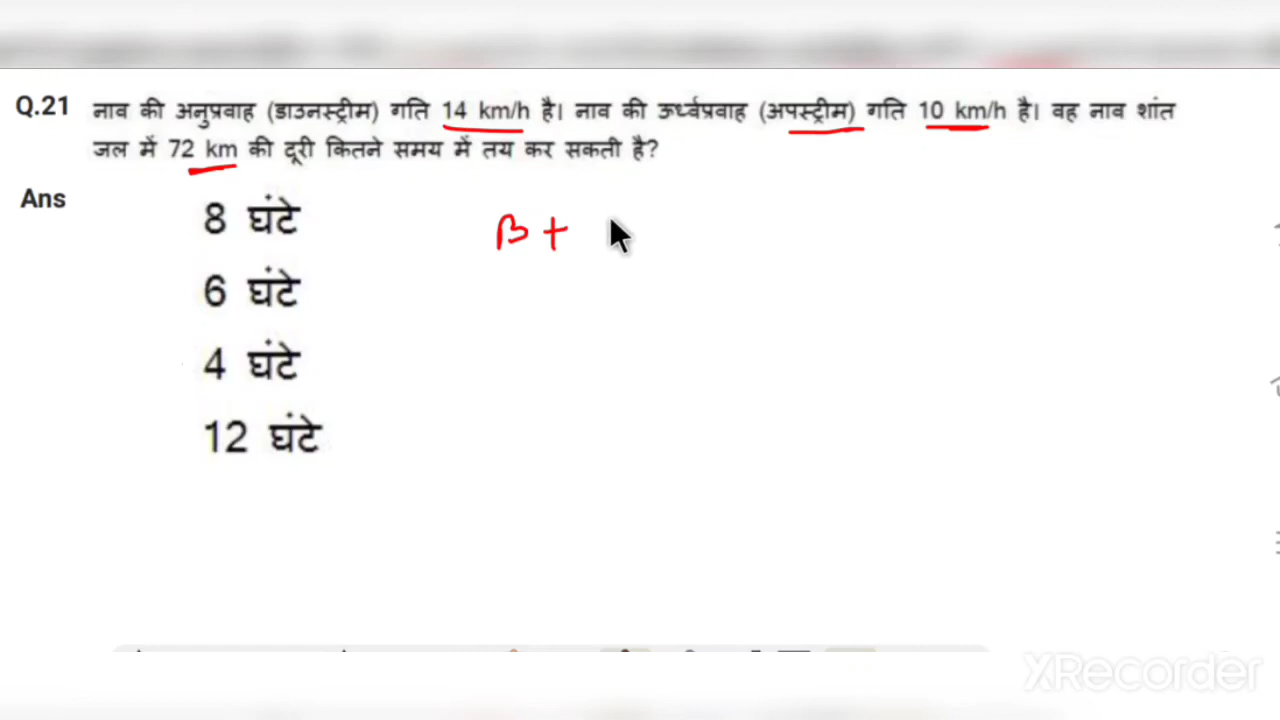 Q.21 नाव की अनुप्रवाह (डाउनस्ट्रीम) गति 14 km/h है। नाव की ऊर्ध्वप्रवाह (अपस्ट्रीम) गति 10 km/h है। वह नाव शांत
जल में 72 km की दूरी कितने समय में तय कर सकती है?
Ans
8 घंटे
B +
6 घंटे
4 घंटे
12 घंटे
XRecorder